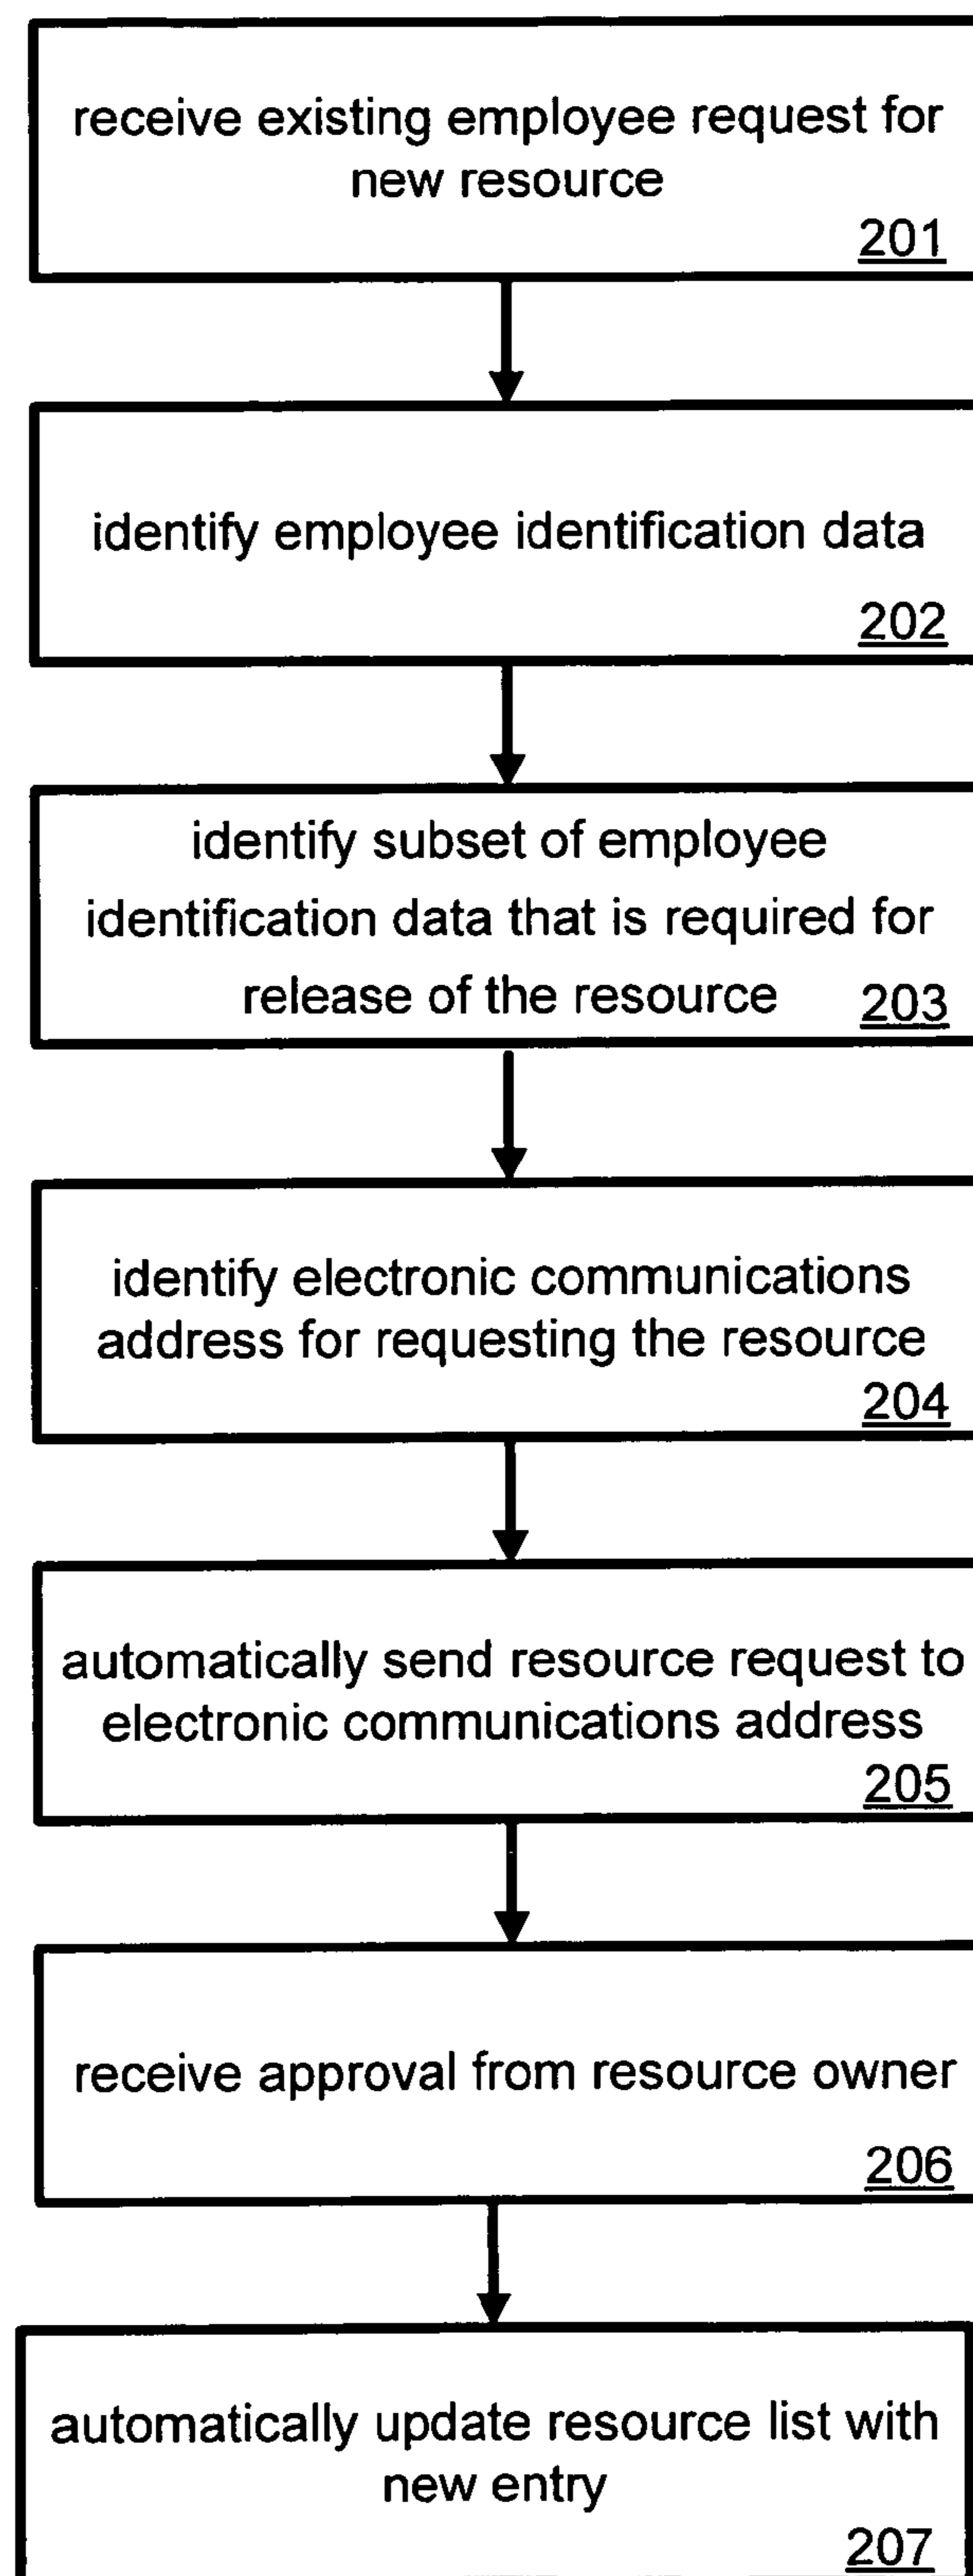 receive existing employee request for
new resource
201
identify employee identification data
202
identify subset of employee
identification data that is required for
release of the resource 203
identify electronic communications
address for requesting the resource
204
automatically send resource request to
electronic communications address
205
receive approval from resource owner
206
automatically update resource list with
new entry
207